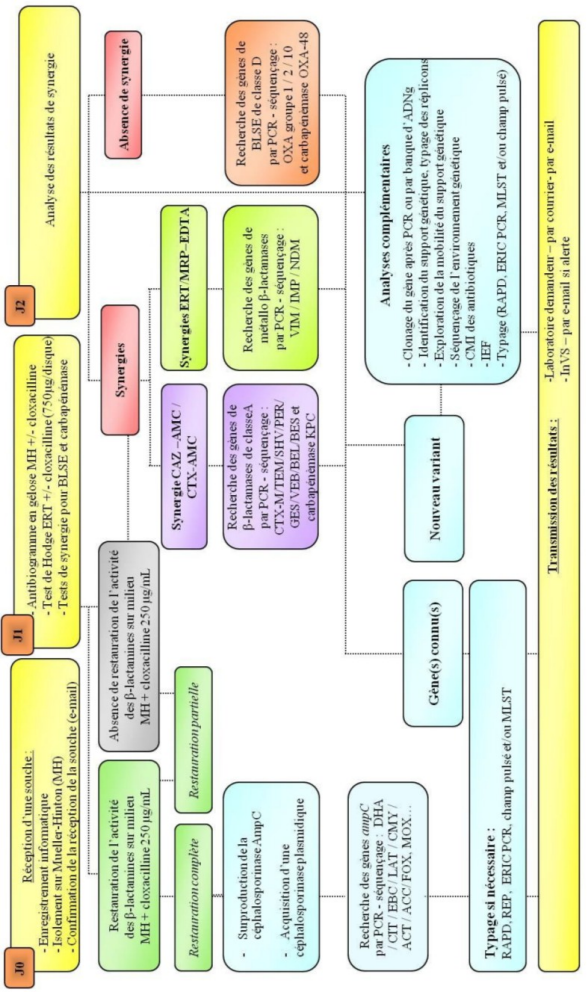 J0
Réception d'une souche :
- Enregistrement informatique
- Isolement sur Mueller-Hinton (MH)
- Confirmation de la réception de la souche (e-mail)
J1
- Antibiogramme en gélose MH +/- cloxacilline
- Test de Hodge ERT +/- cloxacilline (750µg/disque)
- Tests de synergie pour BLSE et carbapénémase
J2
Analyse des résultats de synergie
Restauration de l'activité
des β-lactamines sur milieu
MH + cloxacilline 250 µg/mL
Absence de restauration de l'activité
des β-lactamines sur milieu
MH + cloxacilline 250 µg/mL
Synergies
Absence de synergie
Restauration complète
Restauration partielle
Synergie CAZ –AMC /
CTX-AMC
Synergies ERT/MRP–EDTA
- Surproduction de la
céphalosporinase AmpC
- Acquisition d'une
céphalosporinase plasmidique
Recherche des gènes de
β-lactamases de classe A
par PCR - séquençage :
CTX-M/TEM/SHV/PER/
GES/VEB/BEL/BES et
carbapénémase KPC
Recherche des gènes de
métallo β-lactamases
par PCR - séquençage :
VIM / IMP / NDM
Recherche des gènes de
BLSE de classe D
par PCR - séquençage :
OXA groupe 1 / 2 / 10
et carbapénémase OXA-48
Recherche des gènes ampC
par PCR - séquençage : DHA
/ CIT / EBC/ LAT / CMY /
ACT / ACC/ FOX, MOX…
Gène(s) connu(s)
Nouveau variant
Analyses complémentaires
- Clonage du gène après PCR ou par banque d'ADNg
- Identification du support génétique, typage des réplicons
- Exploration de la mobilité du support génétique
- Séquençage de l'environnement génétique
- CMI des antibiotiques
- IEF
- Typage (RAPD, ERIC PCR, MLST et/ou champ pulsé)
Typage si nécessaire :
RAPD, REP, ERIC PCR, champ pulsé et/ou MLST
Transmission des résultats :
-Laboratoire demandeur – par courrier- par e-mail
- InVS – par e-mail si alerte